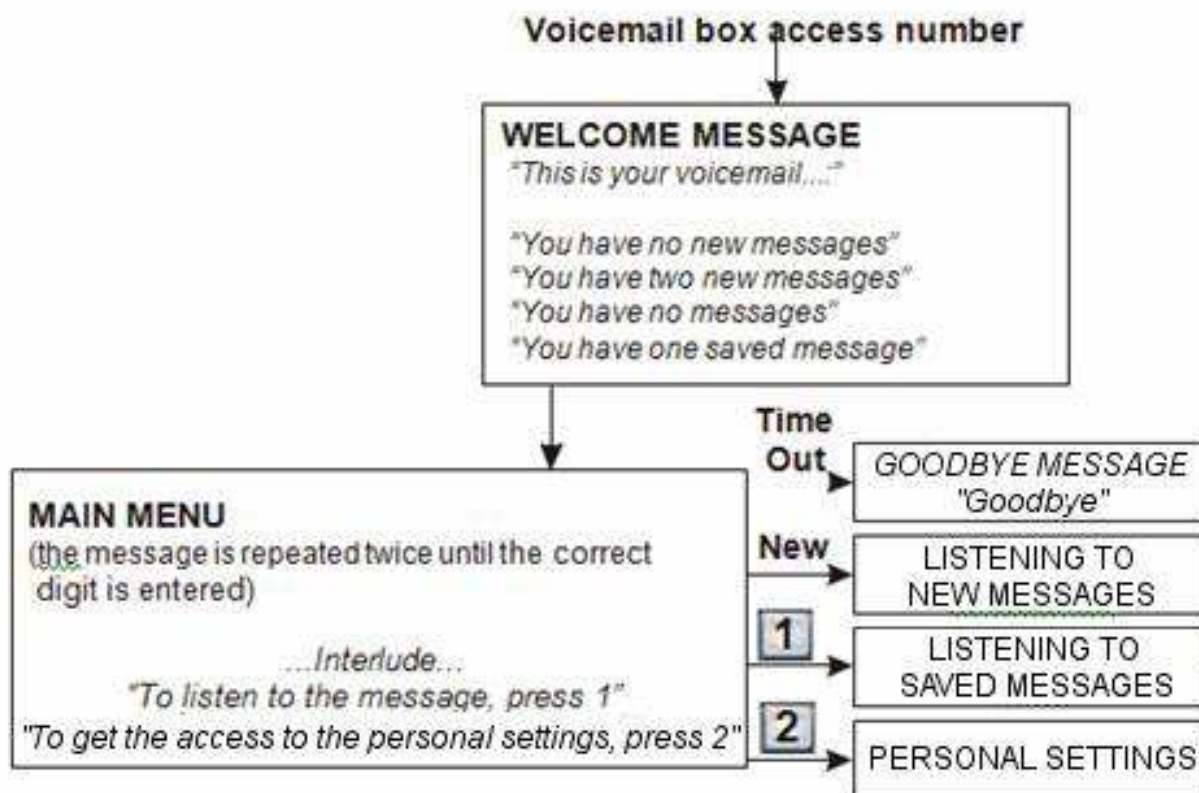 Voicemail box access number
WELCOME MESSAGE
"This is your voicemail...:"
"You have no new messages"
"You have two new messages"
"You have no messages"
"You have one saved message"
MAIN MENU
(the message is repeated twice until the correct
digit is entered)
...Interlude...
"To listen to the message, press 1"
"To get the access to the personal settings, press 2"
Time
Out
GOODBYE MESSAGE
"Goodbye"
New
LISTENING TO
NEW MESSAGES
1
LISTENING TO
SAVED MESSAGES
2
PERSONAL SETTINGS